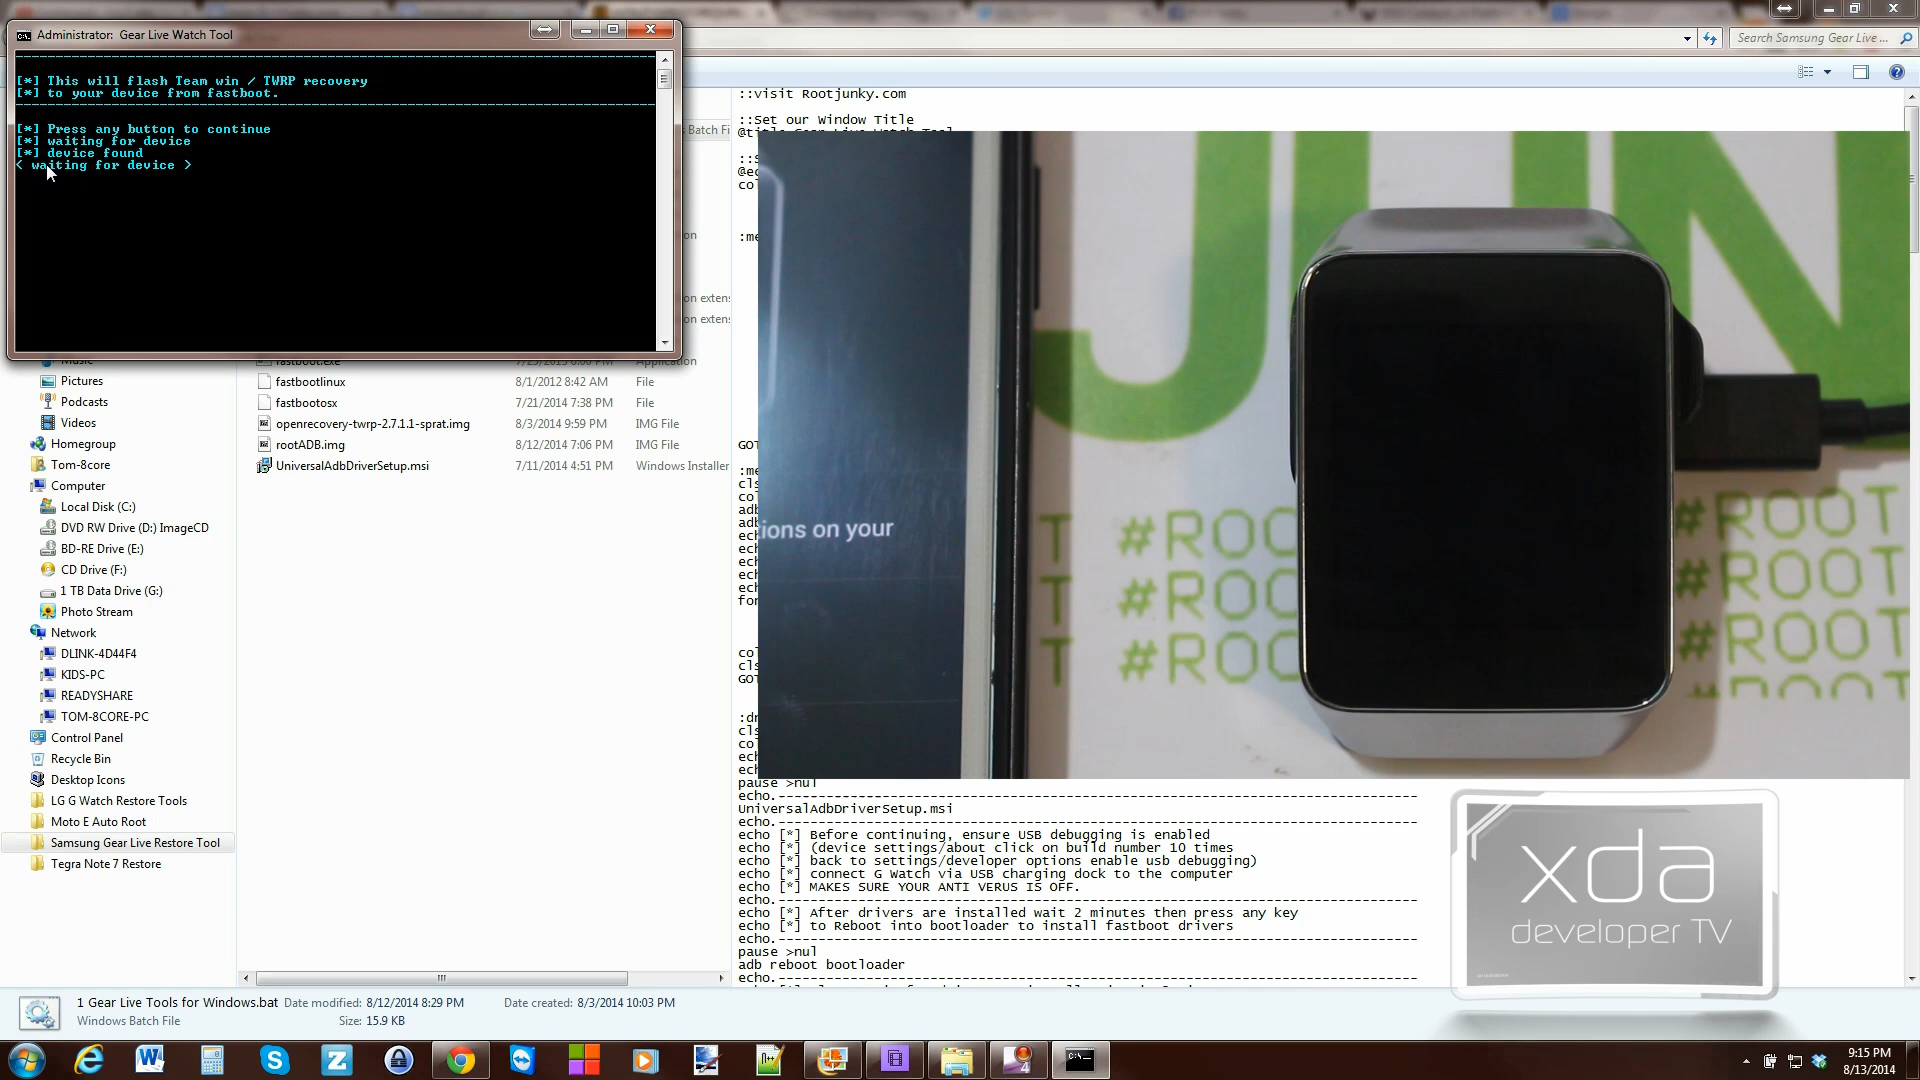 Administrator: Gear Live Watch Tool
Search Samsung Gear Live ...
[*] This will flash Team win / TWRP recovery
[*] to your device from fastboot.
[*] Press any button to continue
[*] waiting for device
[*] device found
< waiting for device >
::visit Rootjunky.com
::Set our Window Title
Pictures
Podcasts
Videos
Homegroup
Tom-8core
Computer
Local Disk (C:)
DVD RW Drive (D:) ImageCD
BD-RE Drive (E:)
CD Drive (F:)
1 TB Data Drive (G:)
Photo Stream
Network
DLINK-4D44F4
KIDS-PC
READYSHARE
TOM-8CORE-PC
Control Panel
Recycle Bin
Desktop Icons
LG G Watch Restore Tools
Moto E Auto Root
Samsung Gear Live Restore Tool
Tegra Note 7 Restore
Application
fastbootlinux 8/1/2012 8:42 AM File
fastbootosx 7/21/2014 7:38 PM File
openrecovery-twrp-2.7.1.1-sprat.img 8/3/2014 9:59 PM IMG File
rootADB.img 8/12/2014 7:06 PM IMG File
UniversalAdbDriverSetup.msi 7/11/2014 4:51 PM Windows Installer
tions on your
#ROOT
#ROOT
#ROOT
pause >nul
echo.--------------------------------------------------------------------------------
UniversalAdbDriverSetup.msi
echo.--------------------------------------------------------------------------------
echo [*] Before continuing, ensure USB debugging is enabled
echo [*] (device settings/about click on build number 10 times
echo [*] back to settings/developer options enable usb debugging)
echo [*] connect G Watch via USB charging dock to the computer
echo [*] MAKES SURE YOUR ANTI VERUS IS OFF.
echo.--------------------------------------------------------------------------------
echo [*] After drivers are installed wait 2 minutes then press any key
echo [*] to Reboot into bootloader to install fastboot drivers
echo.--------------------------------------------------------------------------------
pause >nul
adb reboot bootloader
echo.--------------------------------------------------------------------------------
xda
developer TV
1 Gear Live Tools for Windows.bat Date modified: 8/12/2014 8:29 PM Date created: 8/3/2014 10:03 PM
Windows Batch File Size: 15.9 KB
9:15 PM
8/13/2014